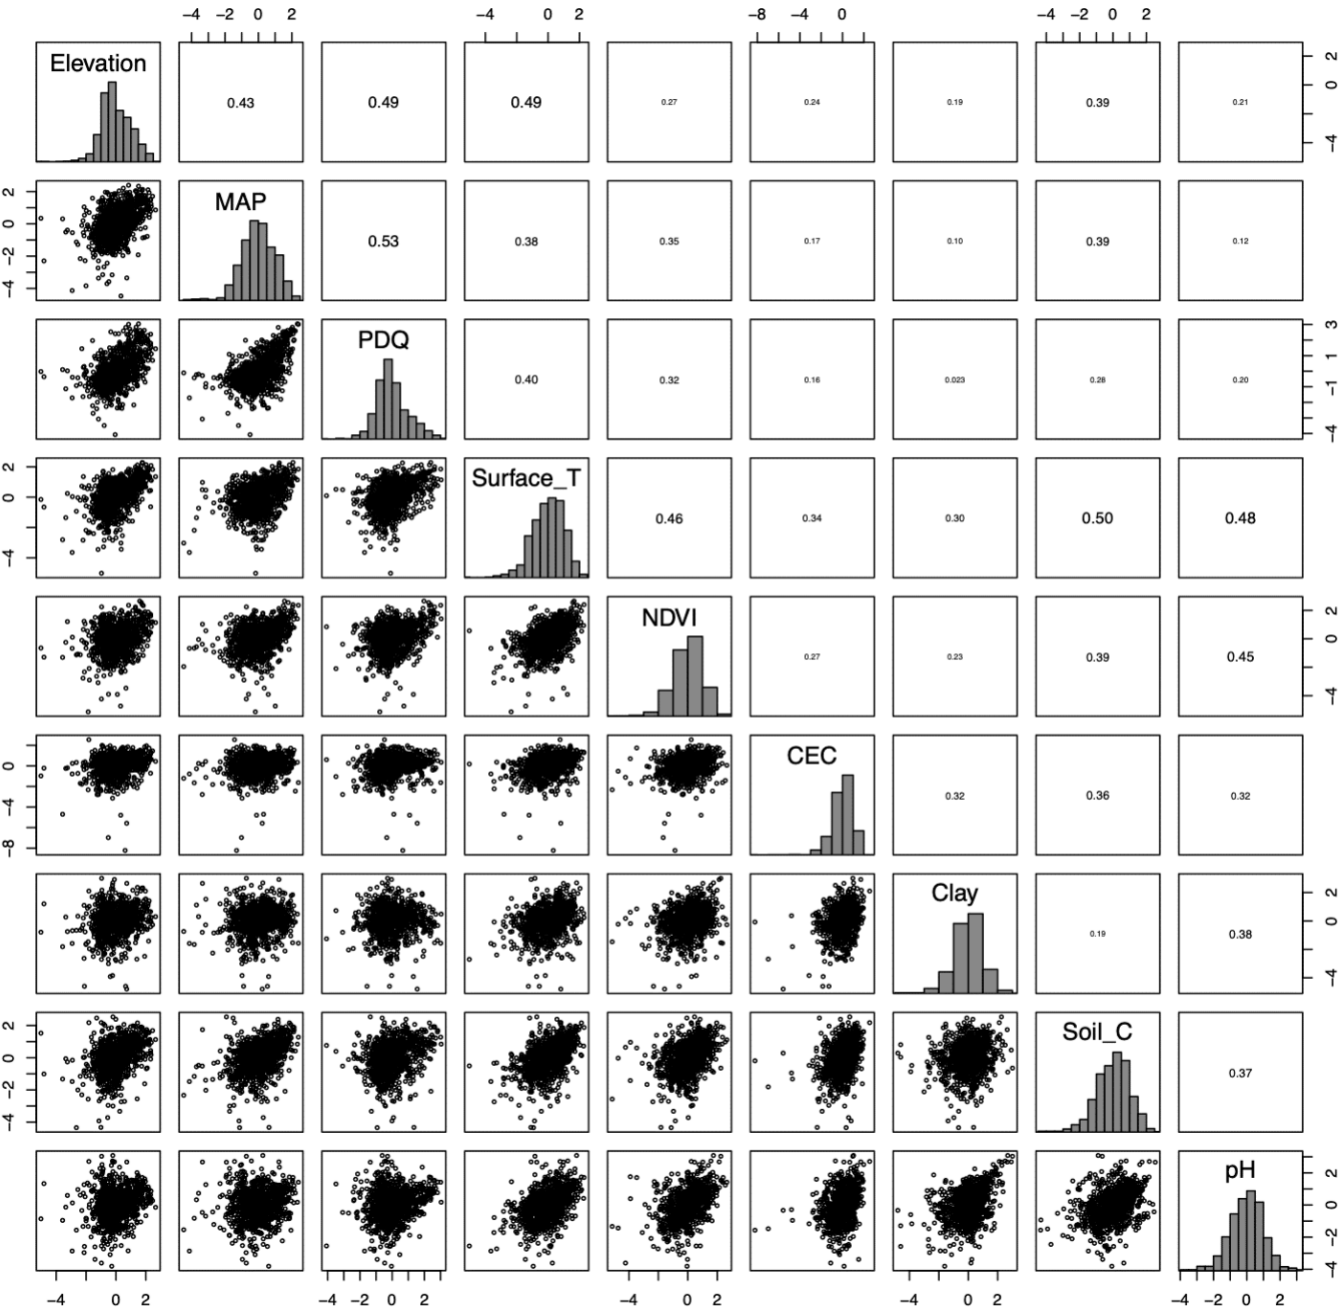 −4 −2 0 2 −4 0 2 −8 −4 0 −4 −2 0 2
Elevation 0.43 0.49 0.49 0.27 0.24 0.19 0.39 0.21 2 0 −4
2 0 −2 −4 MAP 0.53 0.38 0.35 0.17 0.10 0.39 0.12
PDQ 0.40 0.32 0.16 0.023 0.28 0.20 3 1 −1 −4
2 0 −4 Surface_T 0.46 0.34 0.30 0.50 0.48
NDVI 0.27 0.23 0.39 0.45 2 0 −4
0 −4 −8 CEC 0.32 0.36 0.32
Clay 0.19 0.38 2 0 −4
2 0 −2 −4 Soil_C 0.37
pH 2 0 −2 −4
−4 0 2 −4 −2 0 2 −4 0 2 −4 0 2 −4 −2 0 2